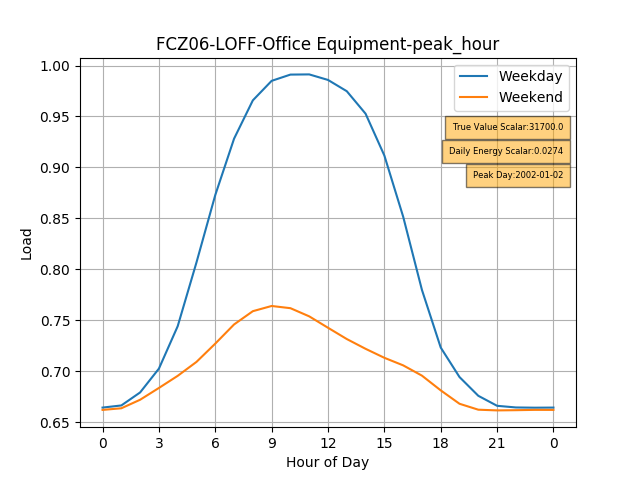 FCZ06-LOFF-Office Equipment-peak_hour
1.00
0.95
0.90
0.85
0.80
0.75
0.70
0.65
Load
Weekday
Weekend
True Value Scalar:31700.0
Daily Energy Scalar:0.0274
Peak Day:2002-01-02
0 3 6 9 12 15 18 21 0
Hour of Day